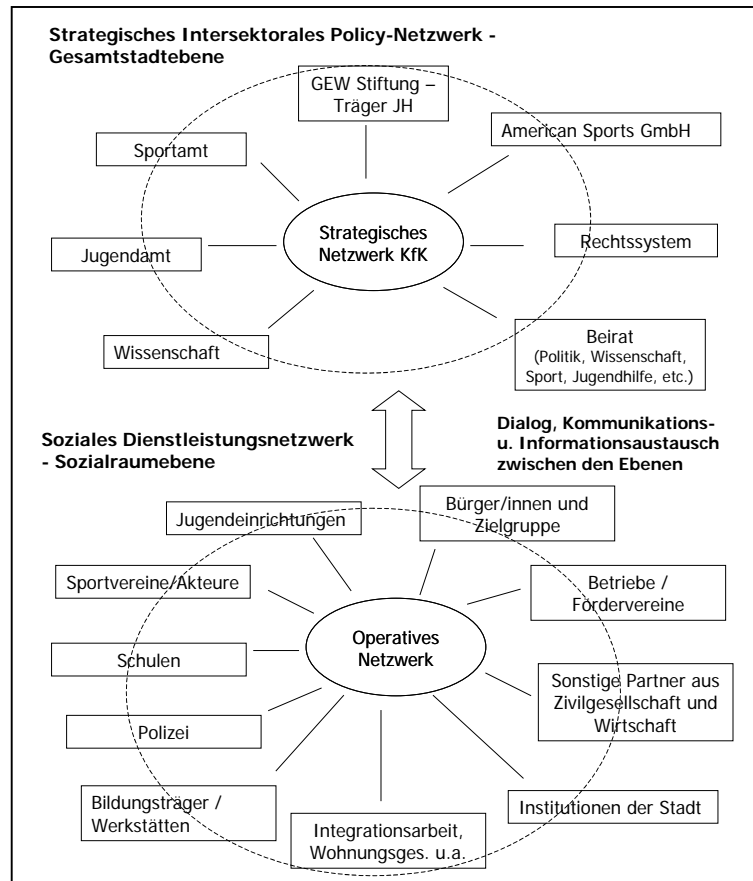 Strategisches Intersektorales Policy-Netzwerk -
Gesamtstadtebene
GEW Stiftung –
Träger JH
American Sports GmbH
Sportamt
Strategisches
Netzwerk KfK
Jugendamt
Rechtssystem
Wissenschaft
Beirat
(Politik, Wissenschaft,
Sport, Jugendhilfe, etc.)
Soziales Dienstleistungsnetzwerk
- Sozialraumebene
Dialog, Kommunikations-
u. Informationsaustausch
zwischen den Ebenen
Jugendeinrichtungen
Bürger/innen und
Zielgruppe
Sportvereine/Akteure
Betriebe /
Fördervereine
Operatives
Netzwerk
Schulen
Sonstige Partner aus
Zivilgesellschaft und
Wirtschaft
Polizei
Bildungsträger /
Werkstätten
Integrationsarbeit,
Wohnungsges. u.a.
Institutionen der Stadt